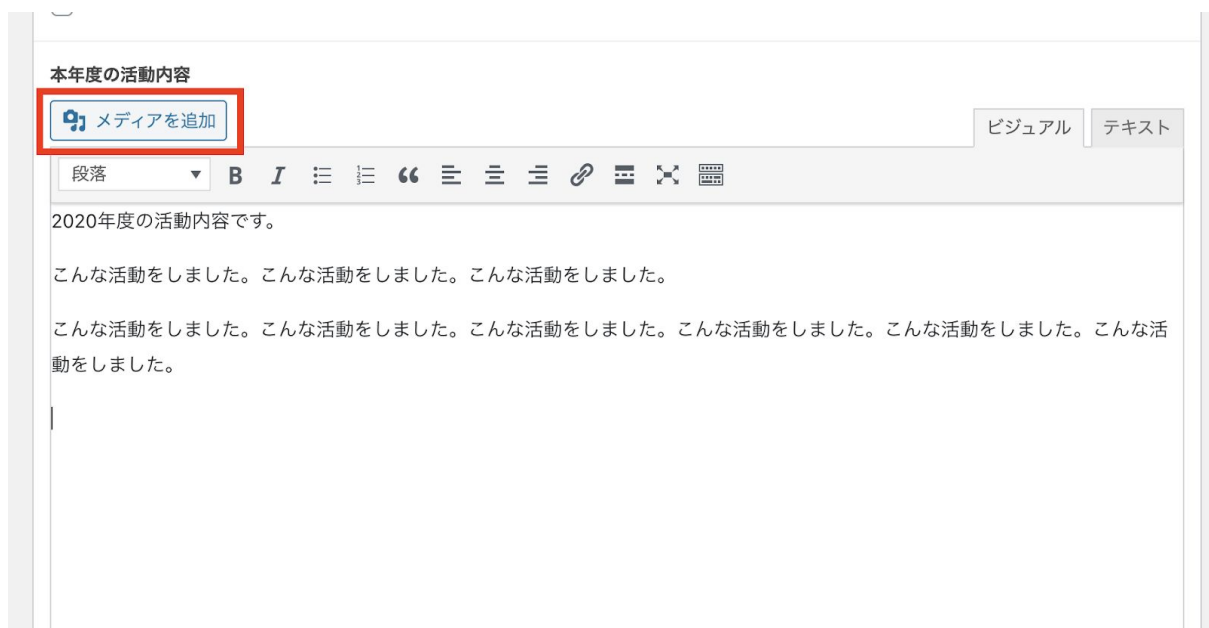 本年度の活動内容
メディアを追加
ビジュアル テキスト
段落
2020年度の活動内容です。
こんな活動をしました。こんな活動をしました。こんな活動をしました。
こんな活動をしました。こんな活動をしました。こんな活動をしました。こんな活動をしました。こんな活動をしました。こんな活
動をしました。